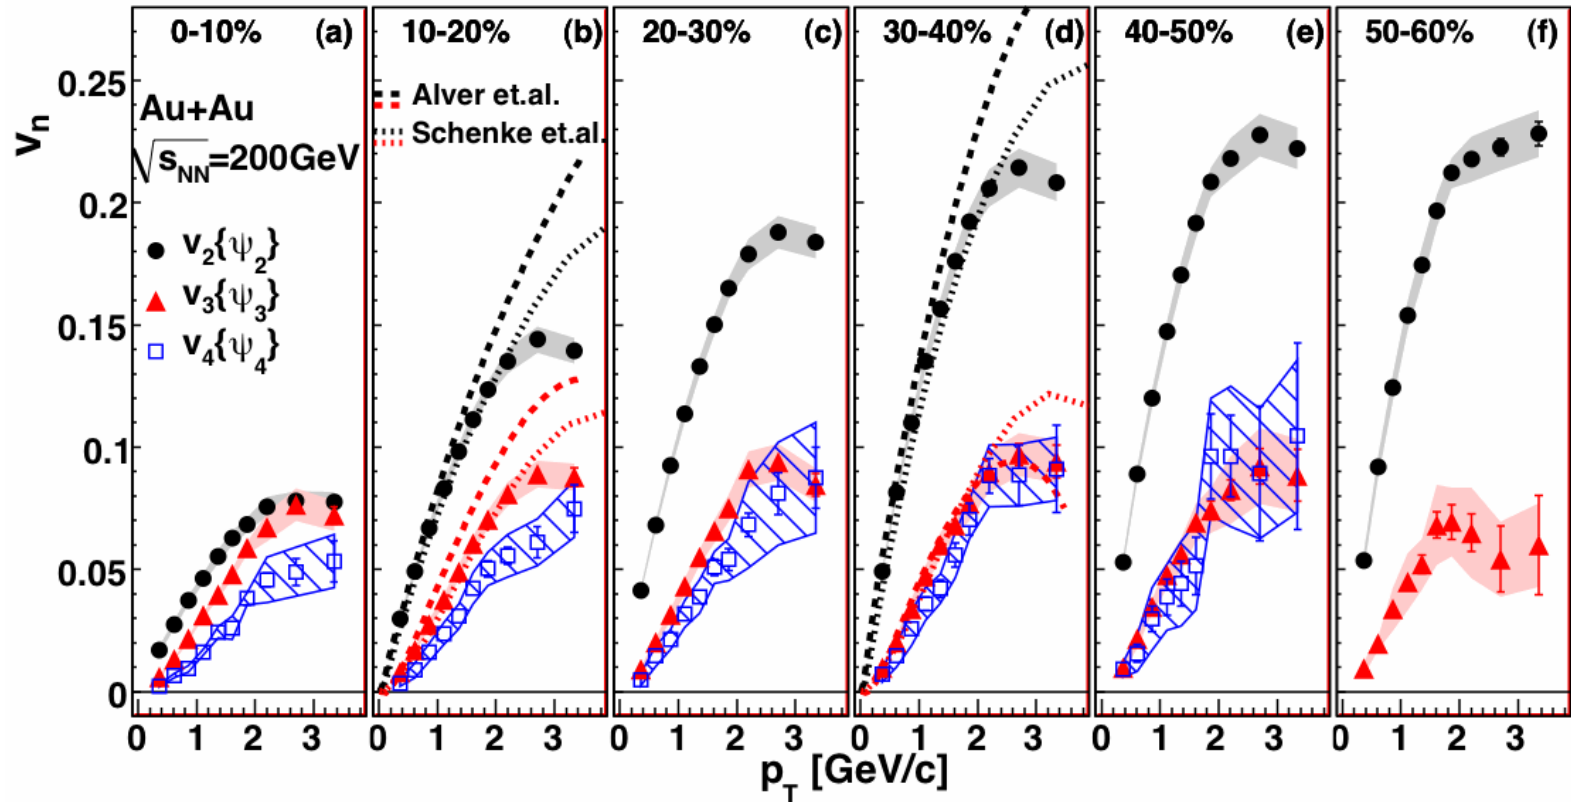 0-10% (a)
10-20% (b)
20-30% (c)
30-40% (d)
40-50% (e)
50-60% (f)
Alver et.al.
Schenke et.al.
Au+Au
√s_NN=200GeV
v₂{ψ₂}
v₃{ψ₃}
v₄{ψ₄}
v_n
0.25
0.2
0.15
0.1
0.05
0
0 1 2 3
0 1 2 3
0 1 2 3
0 1 2 3
0 1 2 3
0 1 2 3
p_T [GeV/c]